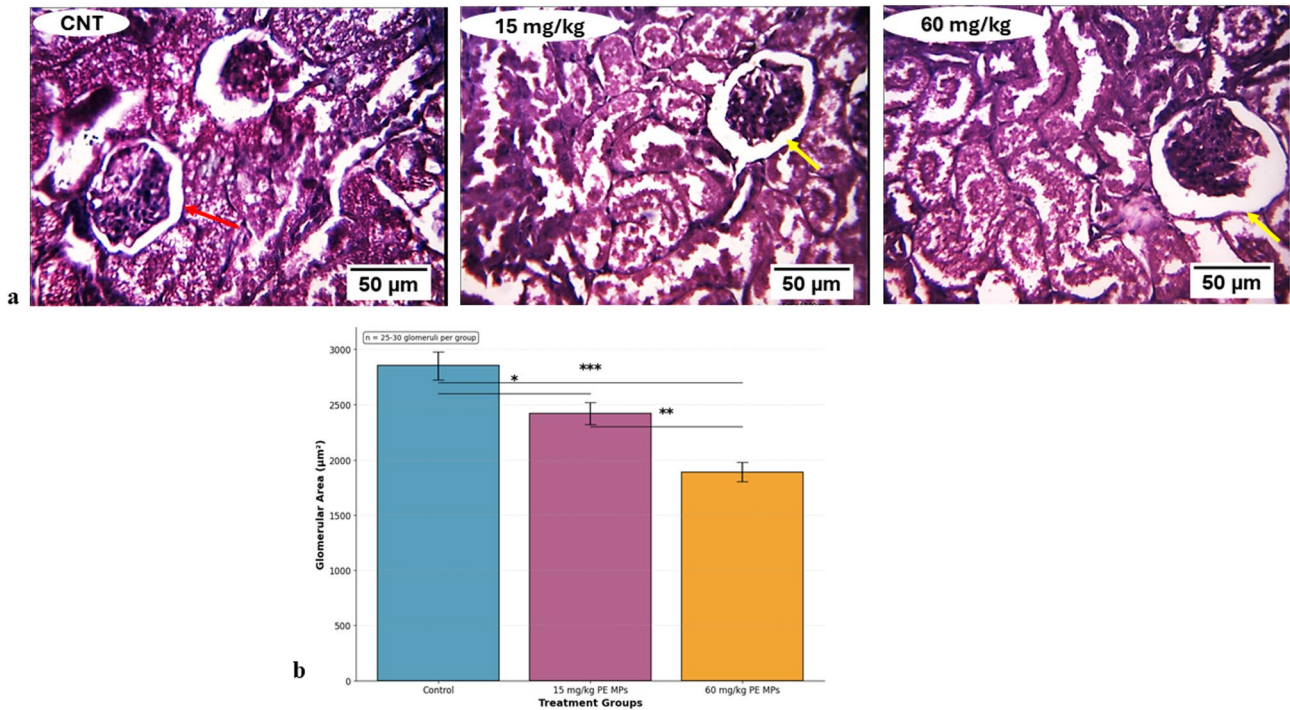 CNT
15 mg/kg
60 mg/kg
50 µm
50 µm
50 µm
a
n = 25-30 glomeruli per group
3000
2500
2000
1500
1000
500
0
Glomerular Area (µm²)
***
*
**
b
Control
15 mg/kg PE MPs
60 mg/kg PE MPs
Treatment Groups